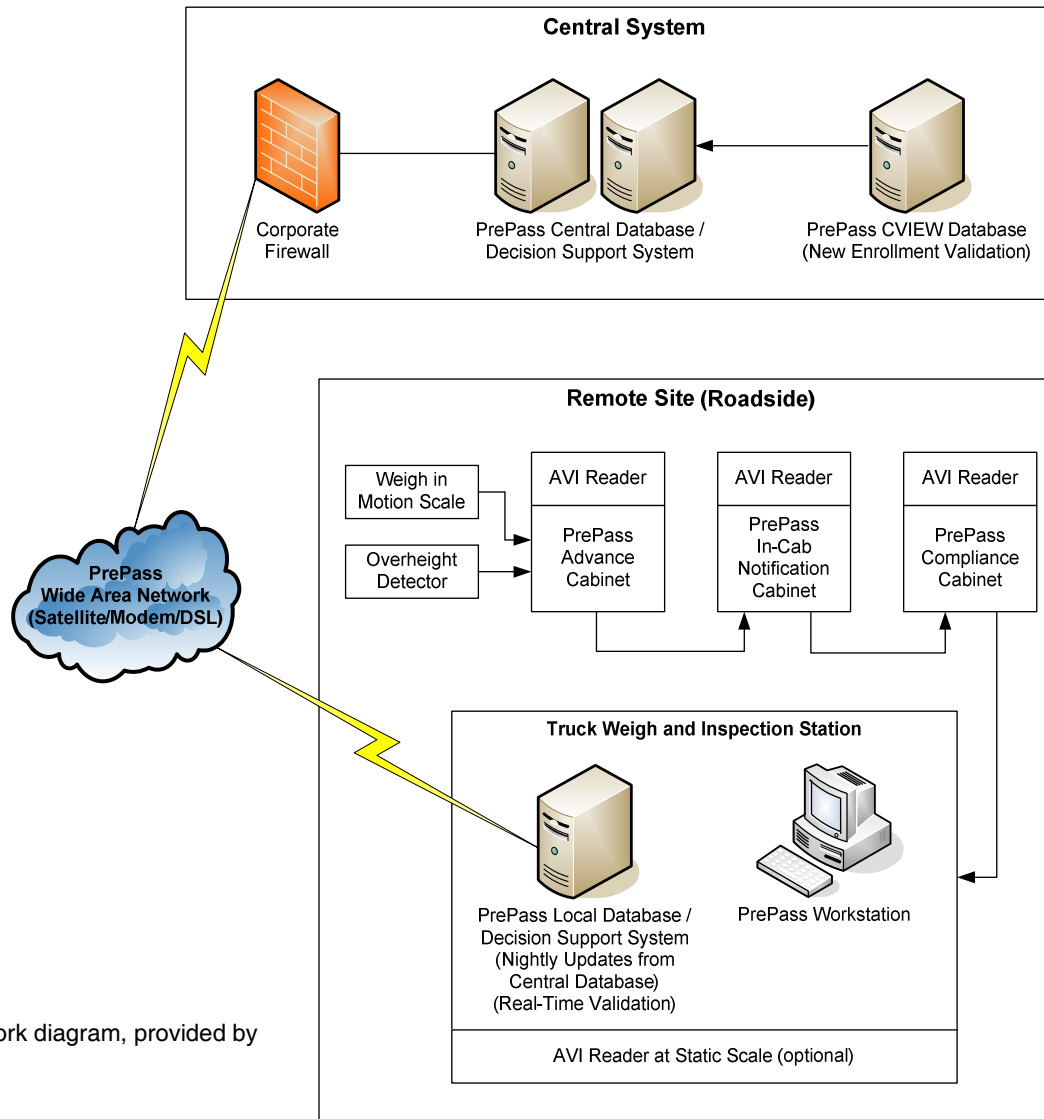 Central System
Corporate
Firewall
PrePass Central Database /
Decision Support System
PrePass CVIEW Database
(New Enrollment Validation)
Remote Site (Roadside)
Weigh in
Motion Scale
Overheight
Detector
AVI Reader
PrePass
Advance
Cabinet
AVI Reader
PrePass
In-Cab
Notification
Cabinet
AVI Reader
PrePass
Compliance
Cabinet
PrePass
Wide Area Network
(Satellite/Modem/DSL)
Truck Weigh and Inspection Station
PrePass Local Database /
Decision Support System
(Nightly Updates from
Central Database)
(Real-Time Validation)
PrePass Workstation
AVI Reader at Static Scale (optional)
diagram, provided by